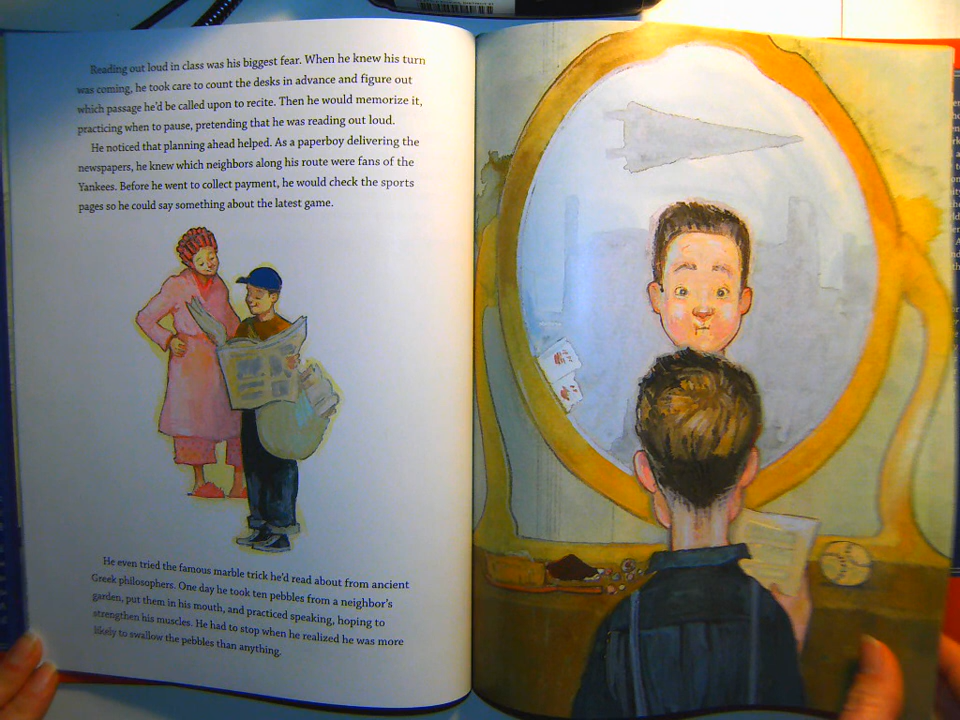 Reading out loud in class was his biggest fear. When he knew his turn
was coming, he took care to count the desks in advance and figure out
which passage he'd be called upon to recite. Then he would memorize it,
practicing when to pause, pretending that he was reading out loud.
He noticed that planning ahead helped. As a paperboy delivering the
newspapers, he knew which neighbors along his route were fans of the
Yankees. Before he went to collect payment, he would check the sports
pages so he could say something about the latest game.
He even tried the famous marble trick he'd read about from ancient
Greek philosophers. One day he took ten pebbles from a neighbor's
garden, put them in his mouth, and practiced speaking, hoping to
strengthen his muscles. He had to stop when he realized he was more
likely to swallow the pebbles than anything.